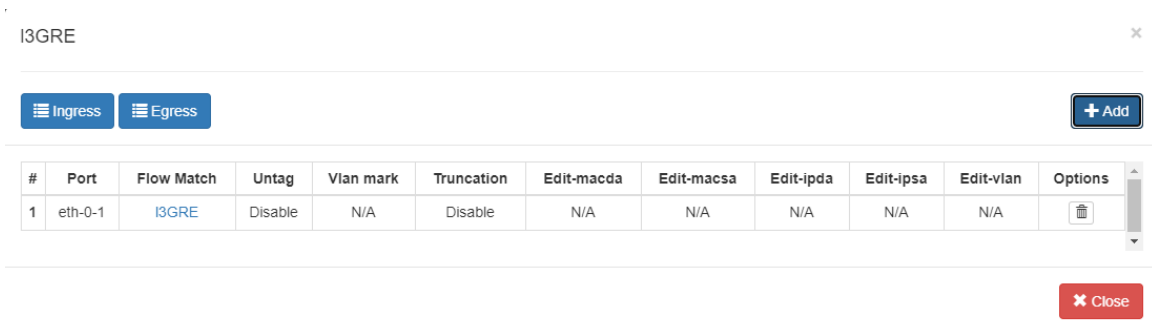 l3GRE
×
Ingress Egress
+ Add
# Port Flow Match Untag Vlan mark Truncation Edit-macda Edit-macsa Edit-ipda Edit-ipsa Edit-vlan Options
1 eth-0-1 l3GRE Disable N/A Disable N/A N/A N/A N/A N/A
Close